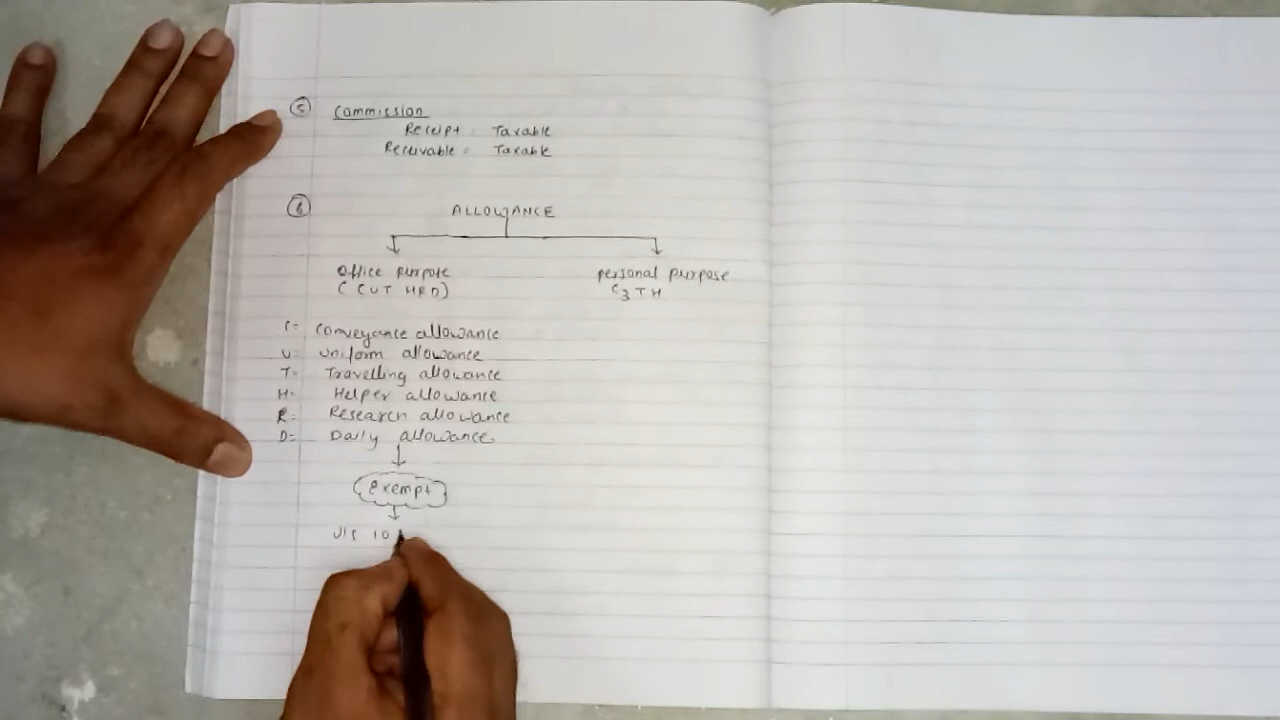 5 Commission
Receipt = Taxable
Receivable = Taxable
6 ALLOWANCE
Office purpose personal purpose
( CUT HRD) C3 T H
C= Conveyance allowance
U= Uniform allowance
T= Travelling allowance
H= Helper allowance
R= Research allowance
D= Daily allowance
exempt
U/S 10